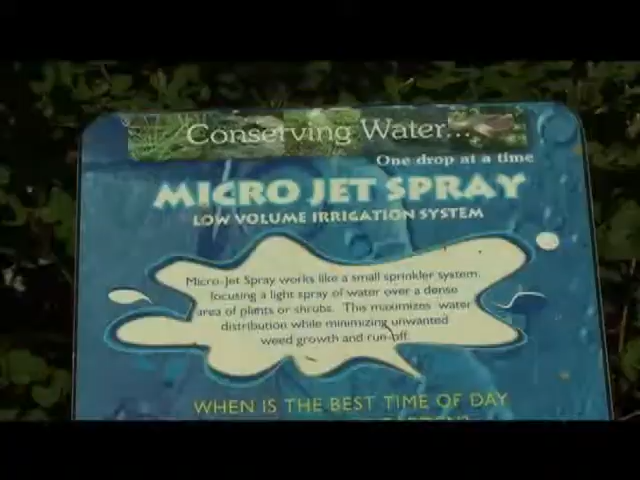 Conserving Water...
One drop at a time
MICRO JET SPRAY
LOW VOLUME IRRIGATION SYSTEM
Micro-Jet Spray works like a small sprinkler system,
focusing a light spray of water over a dense
area of plants or shrubs. This maximizes water
distribution while minimizing unwanted
weed growth and run-off.
WHEN IS THE BEST TIME OF DAY